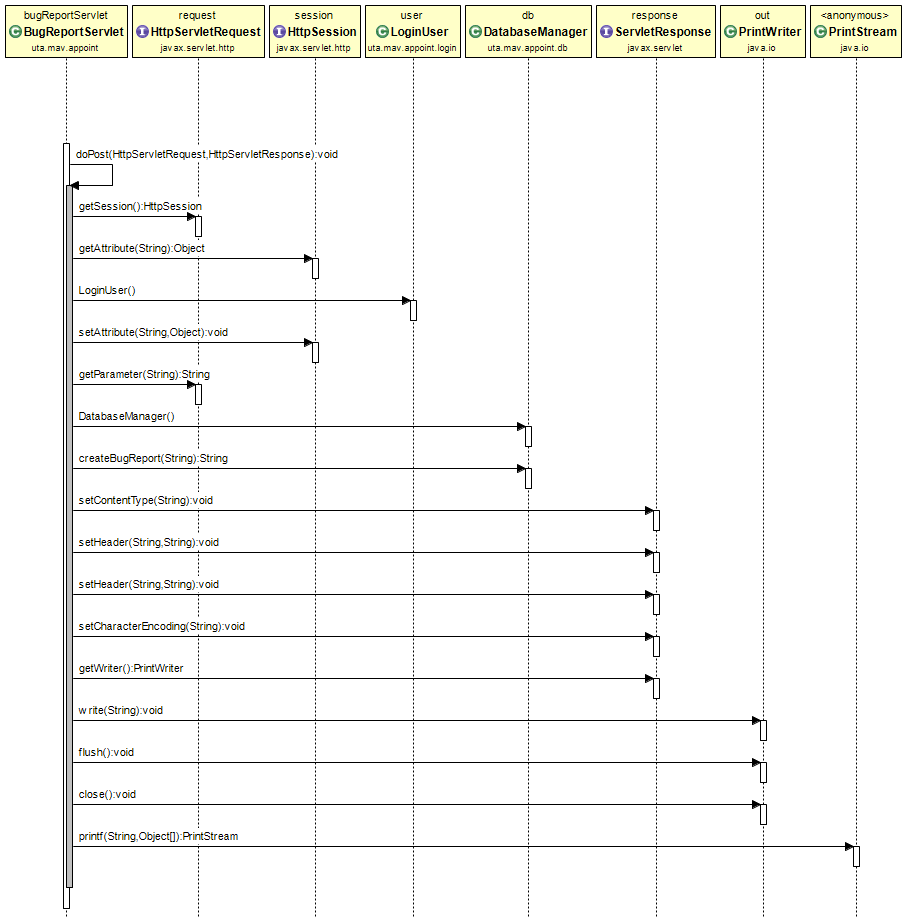 bugReportServlet
C BugReportServlet
uta.mav.appoint
request
I HttpServletRequest
javax.servlet.http
session
I HttpSession
javax.servlet.http
user
C LoginUser
uta.mav.appoint.login
db
C DatabaseManager
uta.mav.appoint.db
response
I ServletResponse
javax.servlet
out
C PrintWriter
java.io
<anonymous>
C PrintStream
java.io
doPost(HttpServletRequest,HttpServletResponse):void
getSession():HttpSession
getAttribute(String):Object
LoginUser()
setAttribute(String,Object):void
getParameter(String):String
DatabaseManager()
createBugReport(String):String
setContentType(String):void
setHeader(String,String):void
setHeader(String,String):void
setCharacterEncoding(String):void
getWriter():PrintWriter
write(String):void
flush():void
close():void
printf(String,Object[]):PrintStream